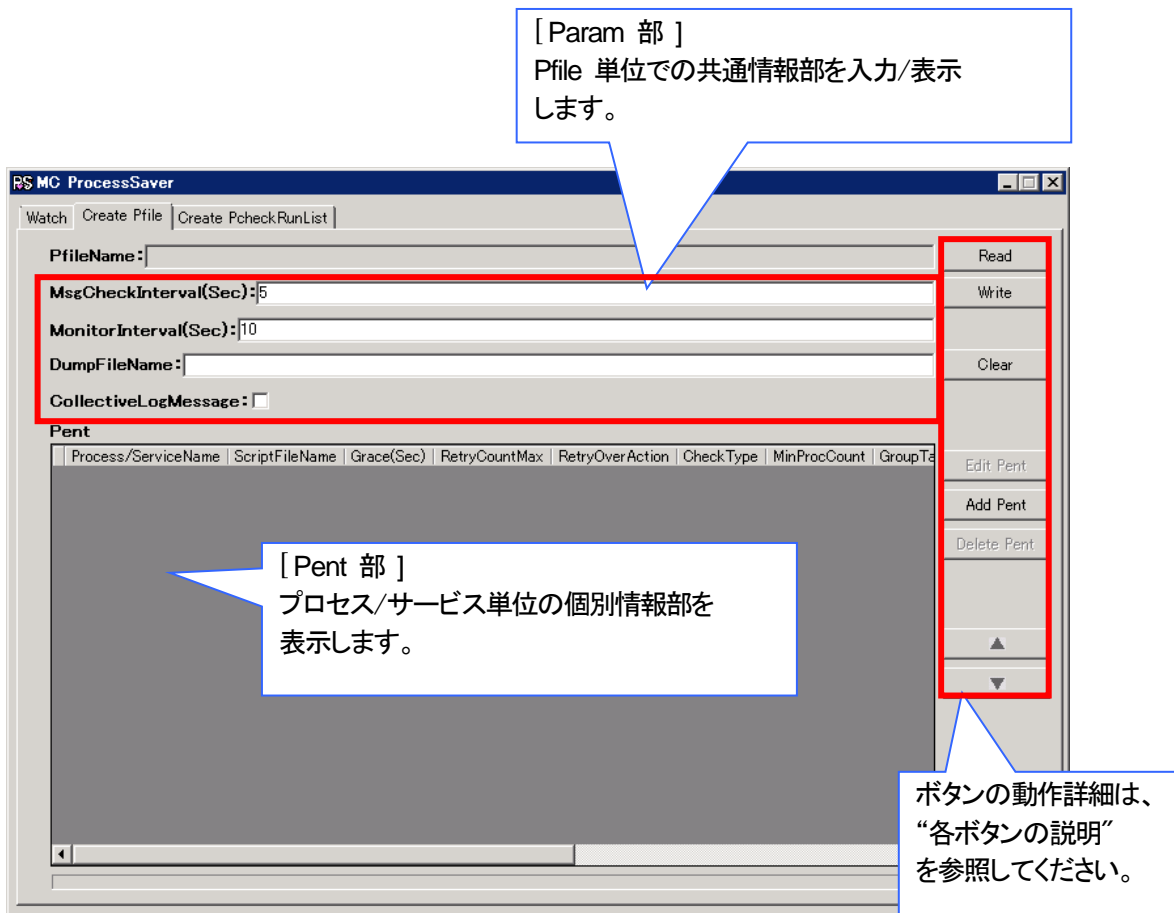 [ Param 部 ]
Pfile 単位での共通情報部を入力/表示
します。
PS MC ProcessSaver
Watch Create Pfile Create PcheckRunList
PfileName: Read
MsgCheckInterval(Sec): 5 Write
MonitorInterval(Sec): 10
DumpFileName: Clear
CollectiveLogMessage:
Pent
Process/ServiceName ScriptFileName Grace(Sec) RetryCountMax RetryOverAction CheckType MinProcCount GroupTa
Edit Pent
Add Pent
Delete Pent
[ Pent 部 ]
プロセス/サービス単位の個別情報部を
表示します。
▲
▼
ボタンの動作詳細は、
“各ボタンの説明”
を参照してください。